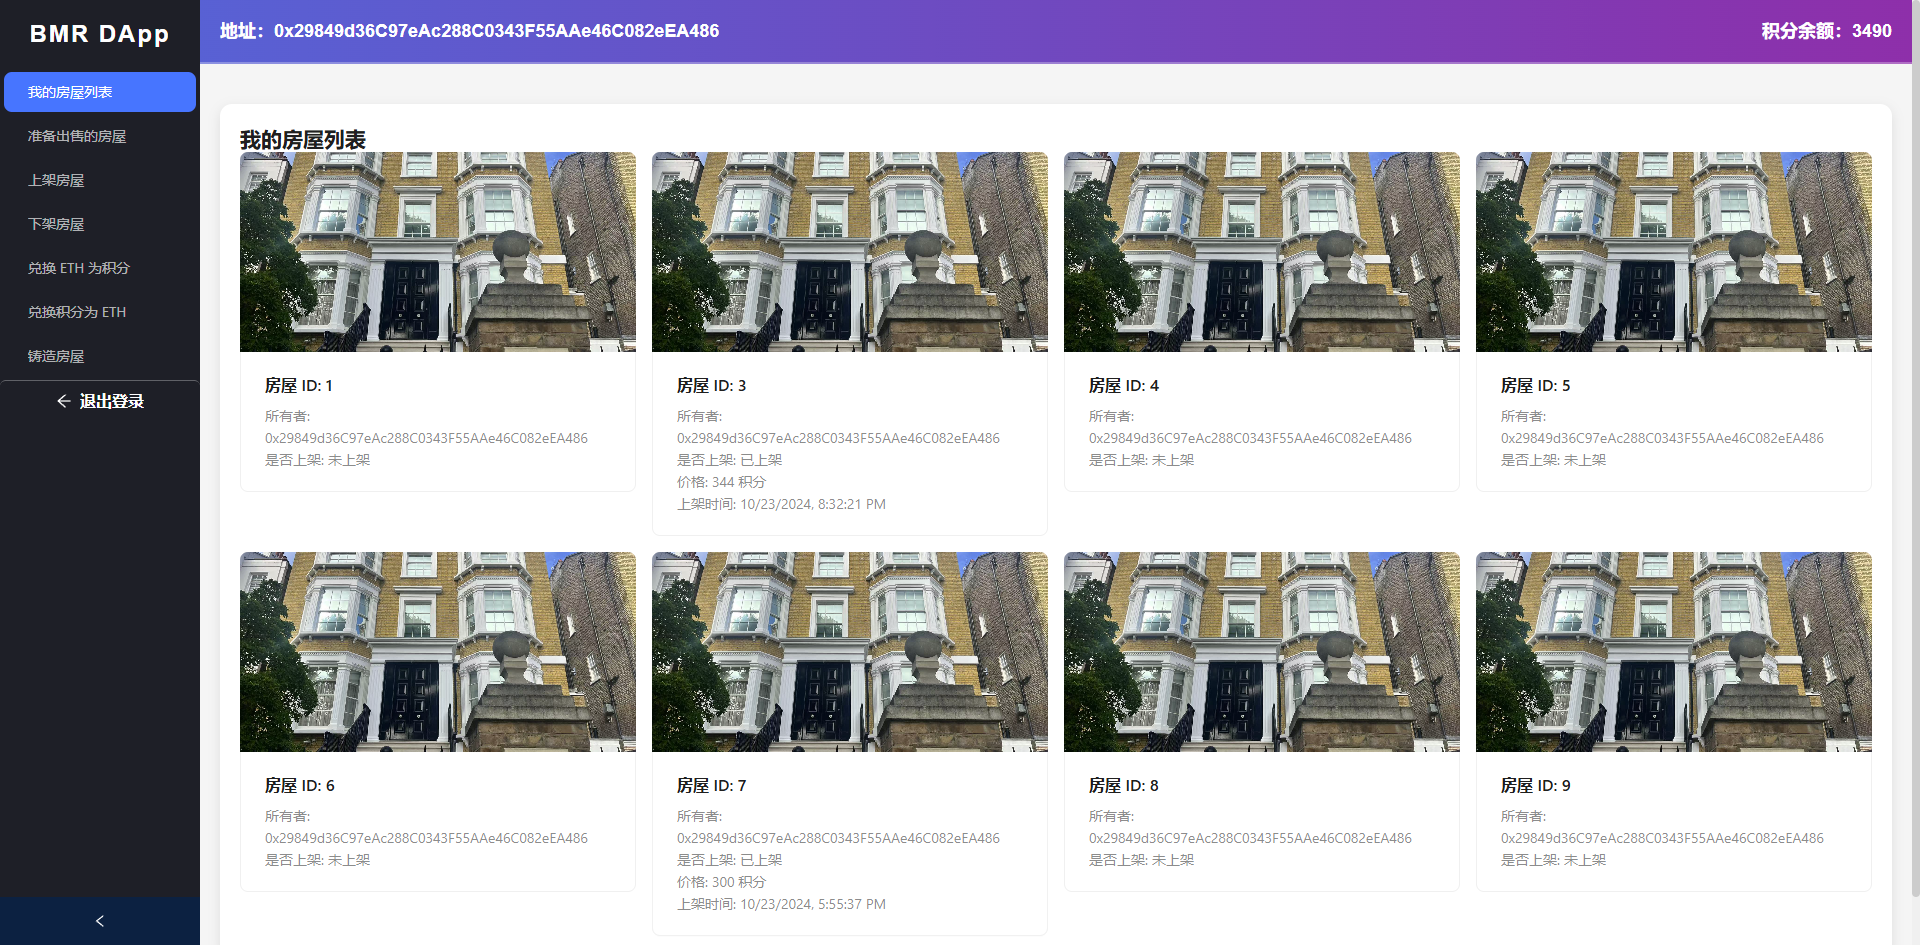 BMR DApp
我的房屋列表
准备出售的房屋
上架房屋
下架房屋
兑换 ETH 为积分
兑换积分为 ETH
铸造房屋
退出登录
地址：0x29849d36C97eAc288C0343F55AAe46C082eEA486
积分余额：3490
我的房屋列表
房屋 ID: 1
所有者:
0x29849d36C97eAc288C0343F55AAe46C082eEA486
是否上架: 未上架
房屋 ID: 3
所有者:
0x29849d36C97eAc288C0343F55AAe46C082eEA486
是否上架: 已上架
价格: 344 积分
上架时间: 10/23/2024, 8:32:21 PM
房屋 ID: 4
所有者:
0x29849d36C97eAc288C0343F55AAe46C082eEA486
是否上架: 未上架
房屋 ID: 5
所有者:
0x29849d36C97eAc288C0343F55AAe46C082eEA486
是否上架: 未上架
房屋 ID: 6
所有者:
0x29849d36C97eAc288C0343F55AAe46C082eEA486
是否上架: 未上架
房屋 ID: 7
所有者:
0x29849d36C97eAc288C0343F55AAe46C082eEA486
是否上架: 已上架
价格: 300 积分
上架时间: 10/23/2024, 5:55:37 PM
房屋 ID: 8
所有者:
0x29849d36C97eAc288C0343F55AAe46C082eEA486
是否上架: 未上架
房屋 ID: 9
所有者:
0x29849d36C97eAc288C0343F55AAe46C082eEA486
是否上架: 未上架